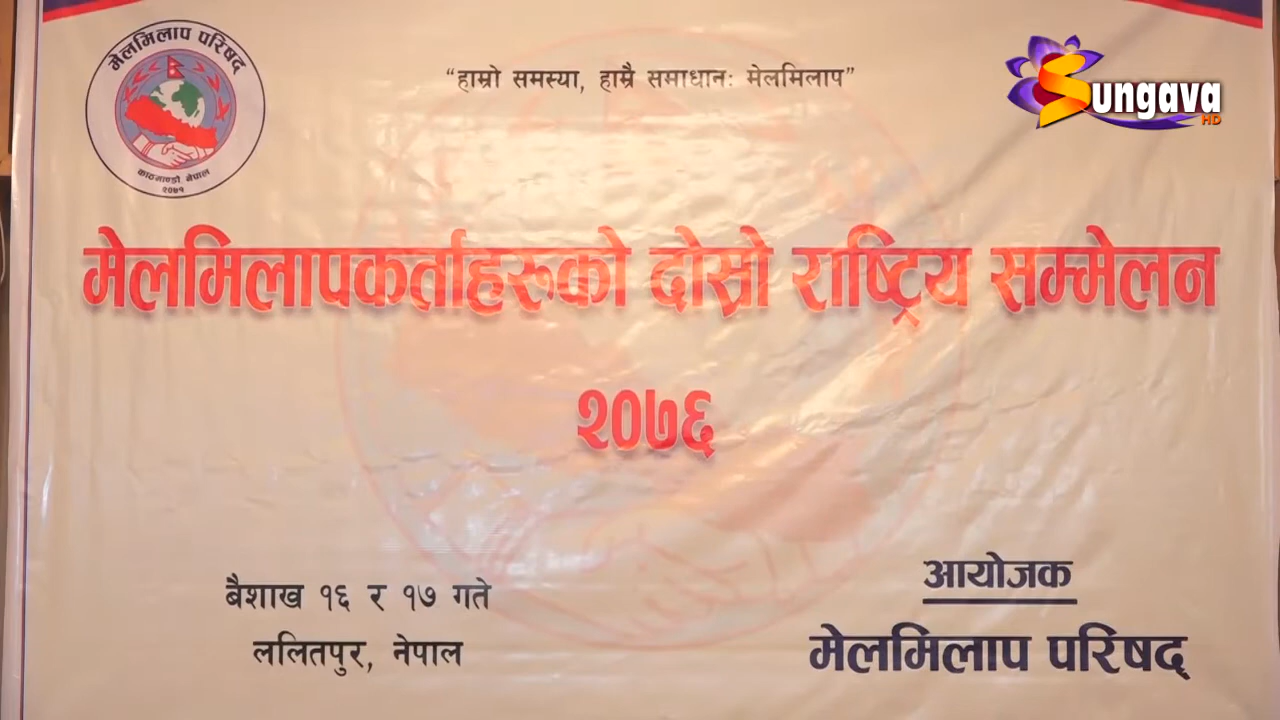 मेलमिलाप परिषद्
काठमाण्डौ, नेपाल
२०७१
"हाम्रो समस्या, हाम्रै समाधानः मेलमिलाप"
Sungava
HD
मेलमिलापकर्ताहरुको दोस्रो राष्ट्रिय सम्मेलन
२०७६
बैशाख १६ र १७ गते
ललितपुर, नेपाल
आयोजक
मेलमिलाप परिषद्